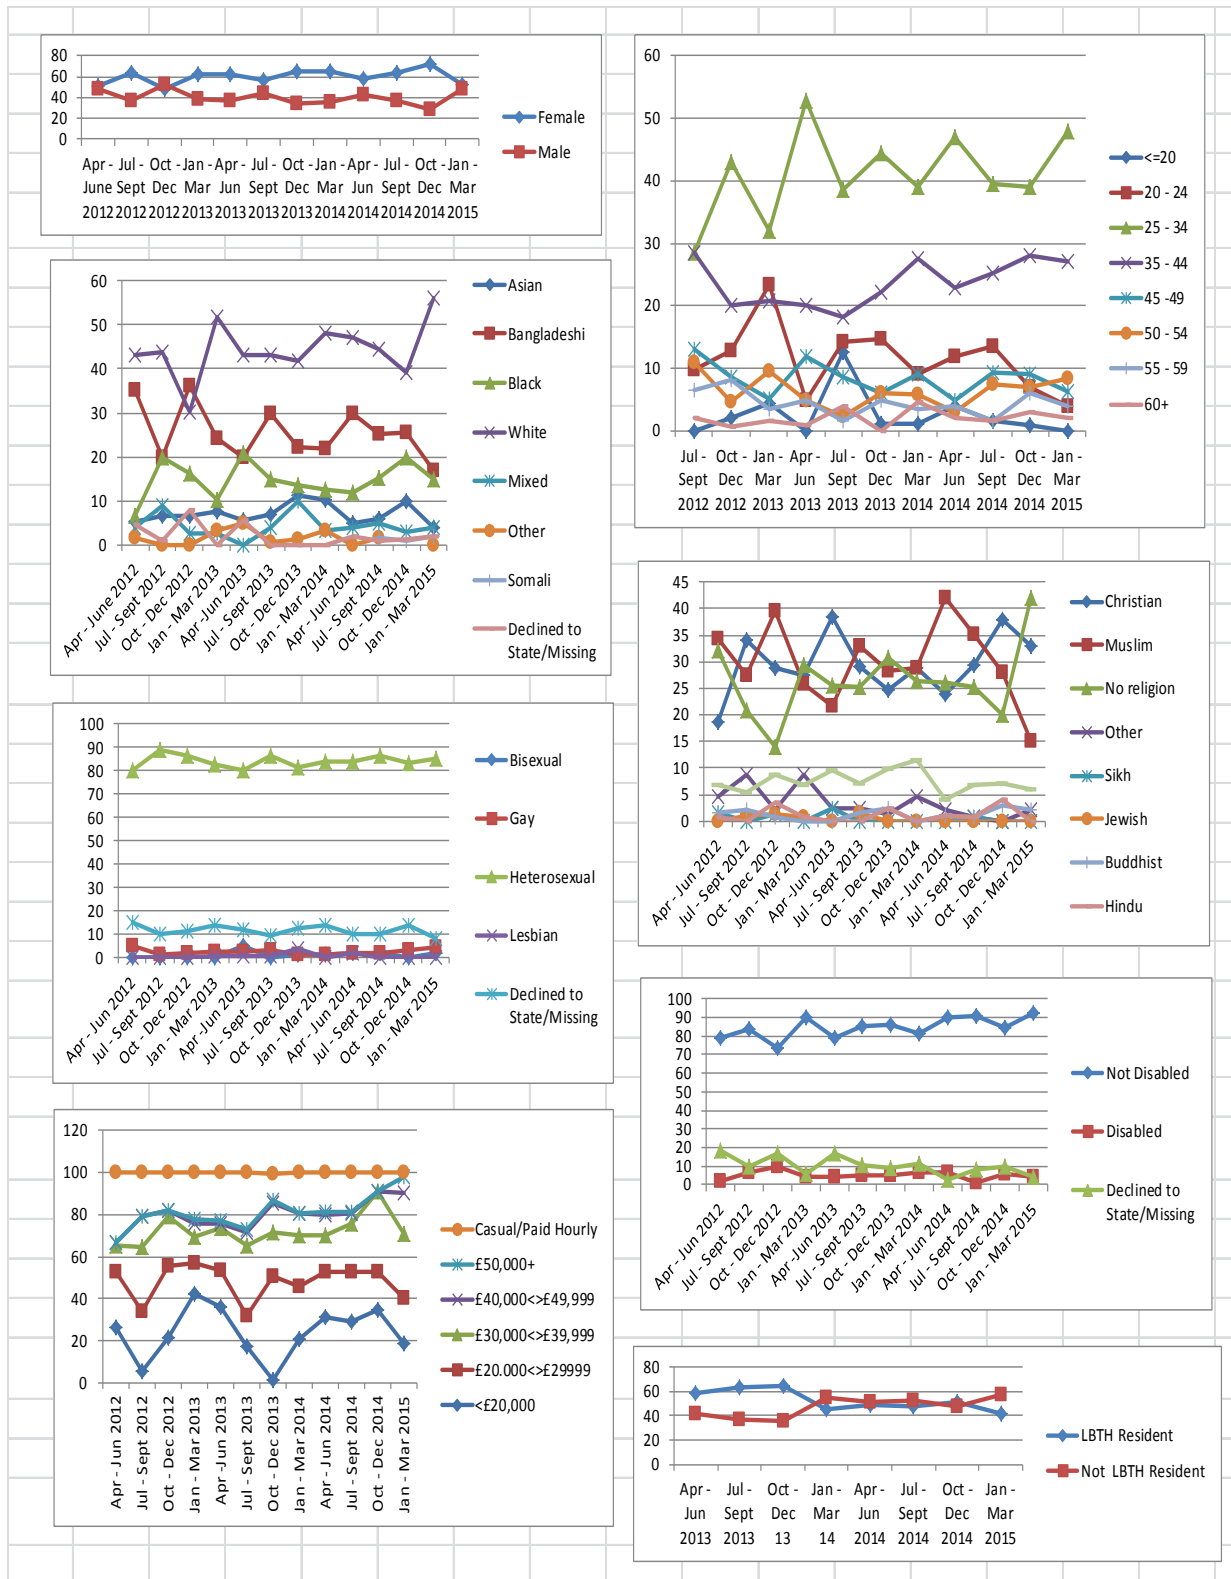 80
60
40
20
0
Apr - Jul - Oct - Jan - Apr - Jul - Oct - Jan - Apr - Jul - Oct - Jan -
June Sept Dec Mar Jun Sept Dec Mar Jun Sept Dec Mar
2012 2012 2012 2013 2013 2013 2013 2014 2014 2014 2014 2015
Female
Male
60
50
40
30
20
10
0
Jul - Oct - Jan - Apr - Jul - Oct - Jan - Apr - Jul - Oct - Jan -
Sept Dec Mar Jun Sept Dec Mar Jun Sept Dec Mar
2012 2012 2013 2013 2013 2013 2014 2014 2014 2014 2015
<=20
20 - 24
25 - 34
35 - 44
45 -49
50 - 54
55 - 59
60+
60
50
40
30
20
10
0
Apr - June 2012
Jul - Sept 2012
Oct - Dec 2012
Jan - Mar 2013
Apr -Jun 2013
Jul - Sept 2013
Oct - Dec 2013
Jan - Mar 2014
Apr - Jun 2014
Jul - Sept 2014
Oct - Dec 2014
Jan - Mar 2015
Asian
Bangladeshi
Black
White
Mixed
Other
Somali
Declined to
State/Missing
45
40
35
30
25
20
15
10
5
0
Apr - Jun 2012
Jul - Sept 2012
Oct - Dec 2012
Jan - Mar 2013
Apr -Jun 2013
Jul - Sept 2013
Oct - Dec 2013
Jan - Mar 2014
Apr - Jun 2014
Jul - Sept 2014
Oct - Dec 2014
Jan - Mar 2015
Christian
Muslim
No religion
Other
Sikh
Jewish
Buddhist
Hindu
100
90
80
70
60
50
40
30
20
10
0
Apr - Jun 2012
Jul - Sept 2012
Oct - Dec 2012
Jan - Mar 2013
Apr -Jun 2013
Jul - Sept 2013
Oct - Dec 2013
Jan - Mar 2014
Apr - Jun 2014
Jul - Sept 2014
Oct - Dec 2014
Jan - Mar 2015
Bisexual
Gay
Heterosexual
Lesbian
Declined to
State/Missing
100
90
80
70
60
50
40
30
20
10
0
Apr - Jun 2012
Jul - Sept 2012
Oct - Dec 2012
Jan - Mar 2013
Apr -Jun 2013
Jul - Sept 2013
Oct - Dec 2013
Jan - Mar 2014
Apr - Jun 2014
Jul - Sept 2014
Oct - Dec 2014
Jan - Mar 2015
Not Disabled
Disabled
Declined to
State/Missing
120
100
80
60
40
20
0
Apr - Jun 2012
Jul - Sept 2012
Oct - Dec 2012
Jan - Mar 2013
Apr -Jun 2013
Jul - Sept 2013
Oct - Dec 2013
Jan - Mar 2014
Apr - Jun 2014
Jul - Sept 2014
Oct - Dec 2014
Jan - Mar 2015
Casual/Paid Hourly
£50,000+
£40,000<>£49,999
£30,000<>£39,999
£20.000<>£29999
<£20,000
80
60
40
20
0
Apr - Jul - Oct - Jan - Apr - Jul - Oct - Jan -
Jun Sept Dec Mar Jun Sept Dec Mar
2013 2013 13 14 2014 2014 2014 2015
LBTH Resident
Not LBTH Resident